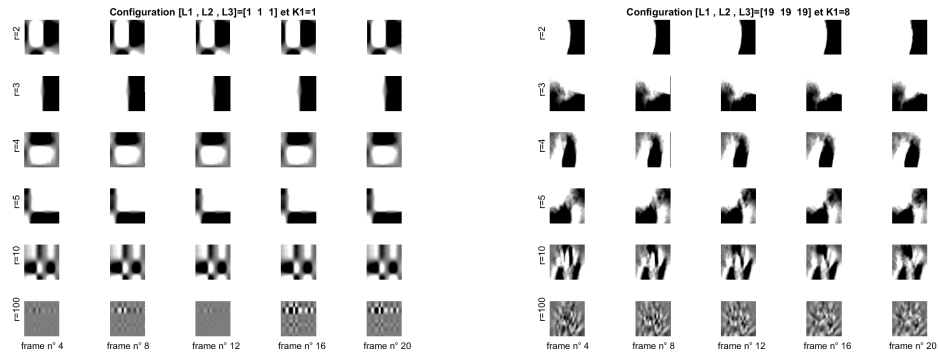 Configuration [L1 , L2 , L3]=[1 1 1] et K1=1
r=2
r=3
r=4
r=5
r=10
r=100
frame n° 4 frame n° 8 frame n° 12 frame n° 16 frame n° 20
Configuration [L1 , L2 , L3]=[19 19 19] et K1=8
r=2
r=3
r=4
r=5
r=10
r=100
frame n° 4 frame n° 8 frame n° 12 frame n° 16 frame n° 20